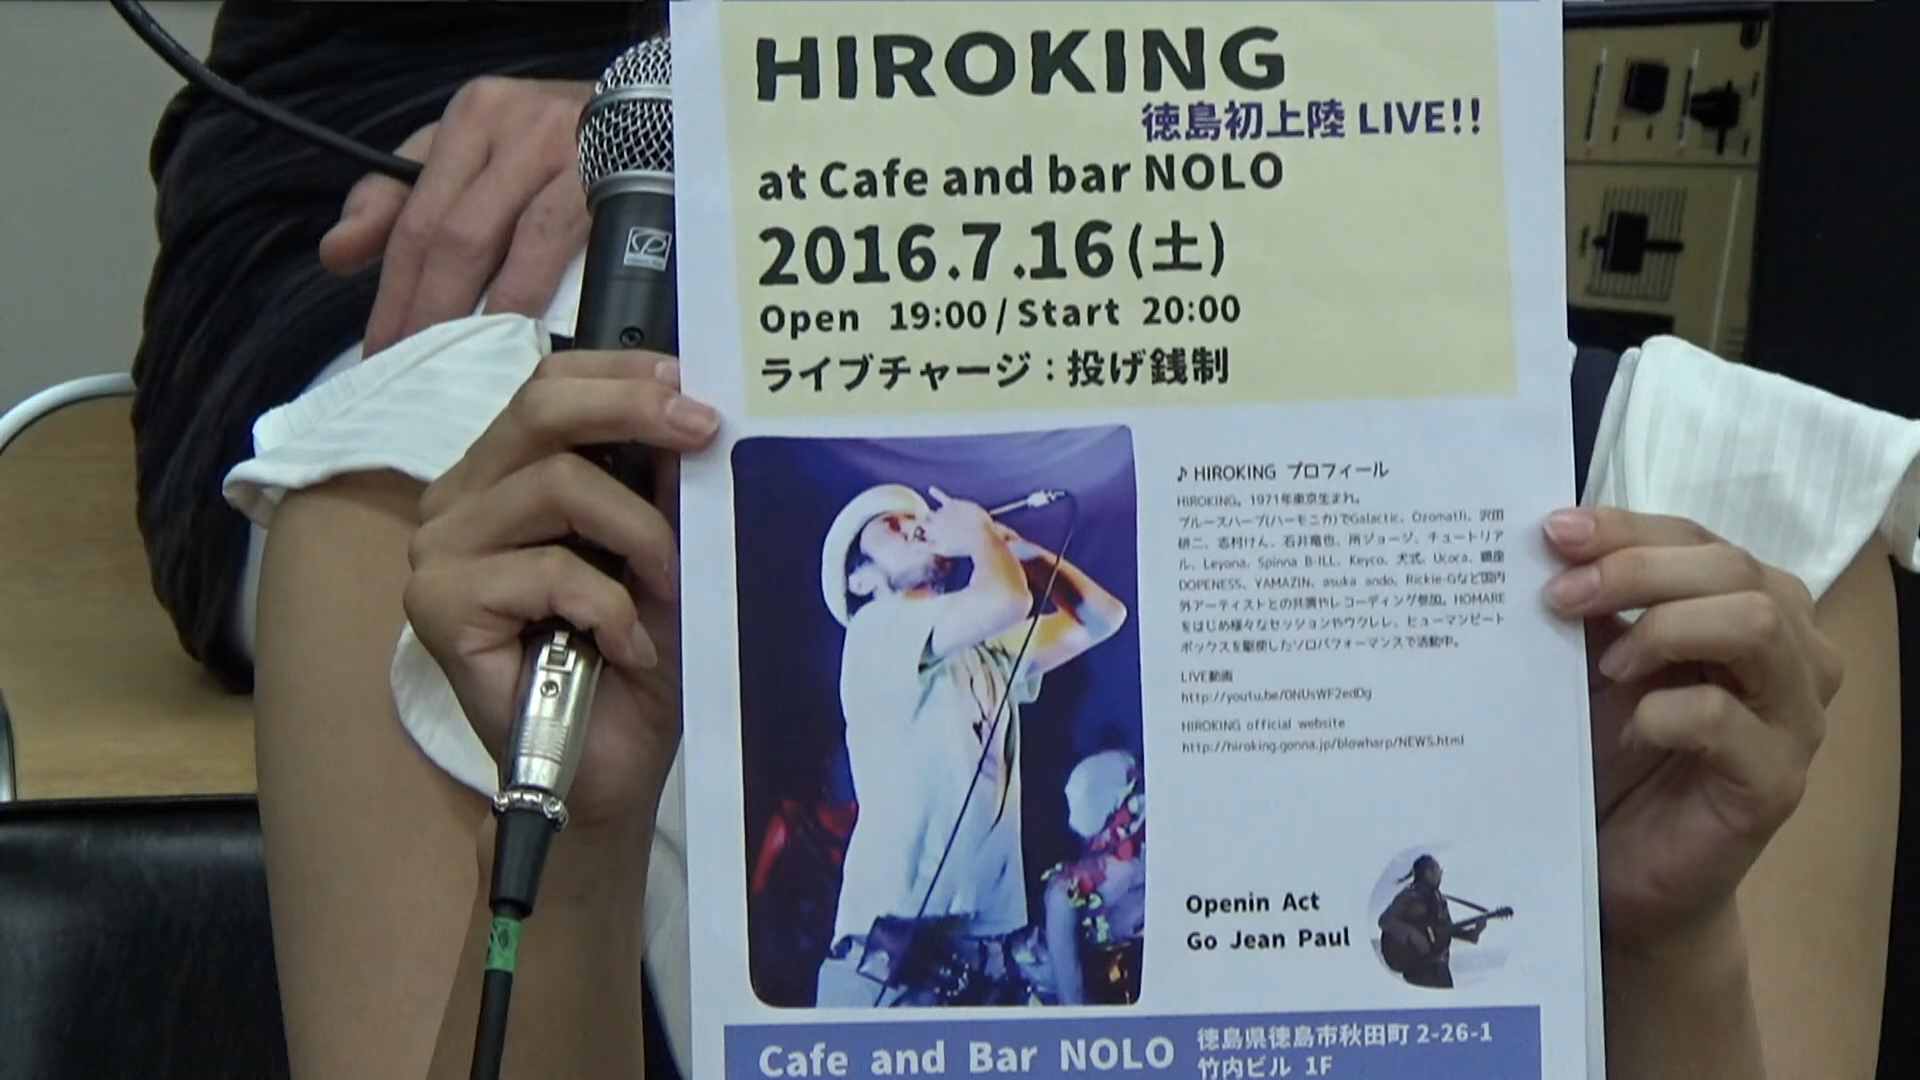 HIROKING
徳島初上陸 LIVE!!
at Cafe and bar NOLO
2016.7.16(土)
Open 19:00/Start 20:00
ライブチャージ：投げ銭制
♪HIROKING プロフィール
HIROKING。1971年東京生まれ。
ブルースハープ(ハーモニカ)でGalactic、Ozomatli、沢田
研二、志村けん、石井竜也、所ジョージ、チュートリア
ル、Leyona、Spinna B-ILL、Keyco、犬式、Ucoca、鎮座
DOPENESS、YAMAZIN、asuka ando、Rickie-Gなど国内
外アーティストとの共演やレコーディング参加。HOMARE
をはじめ様々なセッションやウクレレ、ヒューマンビート
ボックスを駆使したソロパフォーマンスで活動中。
LIVE動画
http://youtu.be/0NUsWF2edDg
HIROKING official website
http://hiroking.gonna.jp/blowharp/NEWS.html
Openin Act
Go Jean Paul
Cafe and Bar NOLO
徳島県徳島市秋田町 2-26-1
竹内ビル 1F